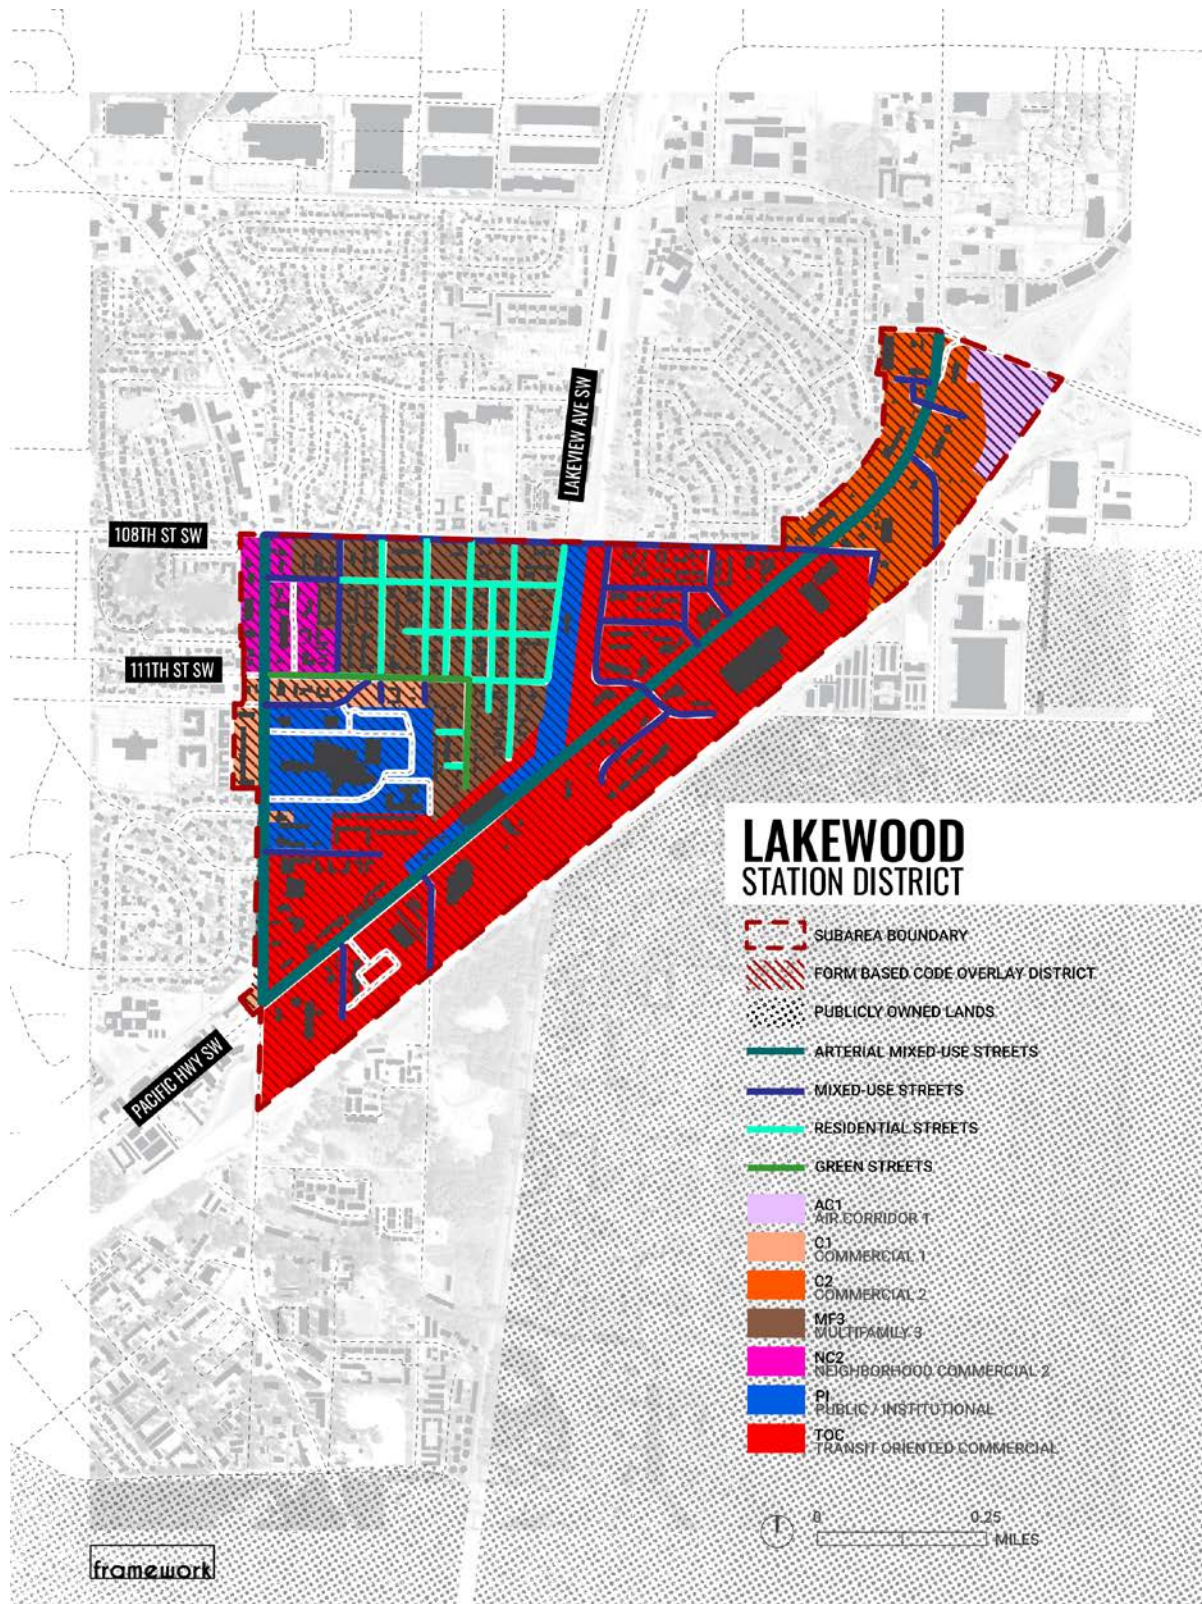 LAKEVIEW AVE SW
108TH ST SW
111TH ST SW
PACIFIC HWY SW
LAKEWOOD
STATION DISTRICT
SUBAREA BOUNDARY
FORM BASED CODE OVERLAY DISTRICT
PUBLICLY OWNED LANDS
ARTERIAL MIXED-USE STREETS
MIXED-USE STREETS
RESIDENTIAL STREETS
GREEN STREETS
AC1
AIR CORRIDOR 1
C1
COMMERCIAL 1
C2
COMMERCIAL 2
MF3
MULTIFAMILY 3
NC2
NEIGHBORHOOD COMMERCIAL 2
PI
PUBLIC / INSTITUTIONAL
TOC
TRANSIT ORIENTED COMMERCIAL
0 0.25
MILES
framework